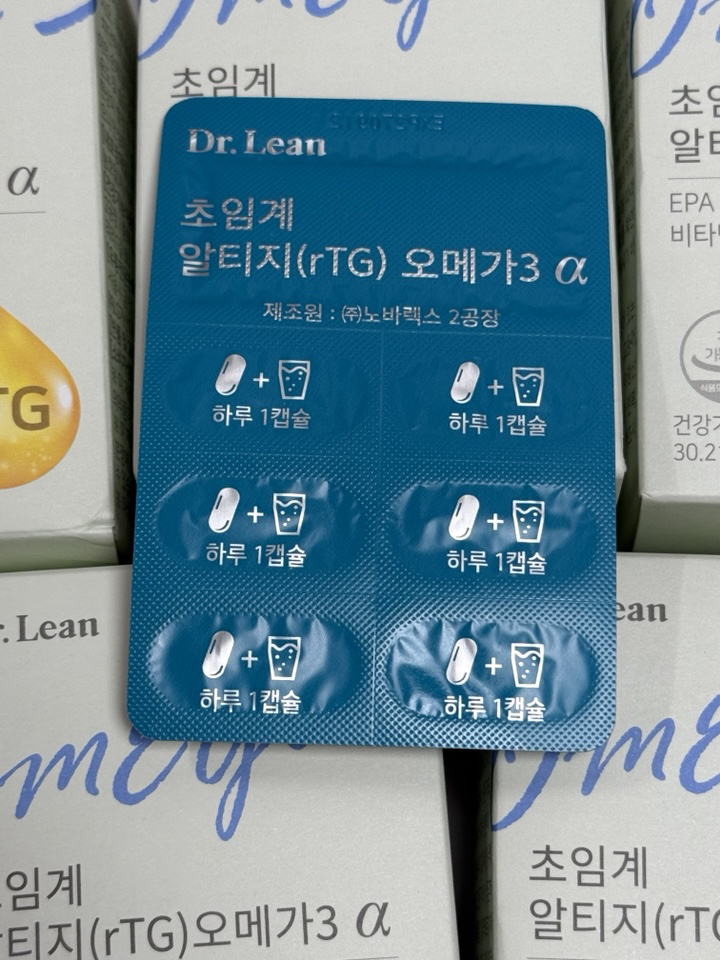 초임계
α
TG
초임
알티
EPA
비타
건강기
30.21
Dr. Lean
초임계
알티지(rTG) 오메가3 α
제조원 : ㈜노바렉스 2공장
하루 1캡슐
하루 1캡슐
하루 1캡슐
하루 1캡슐
하루 1캡슐
하루 1캡슐
r. Lean
ean
초임계
티지(rTG)오메가3 α
초임계
알티지(rTG